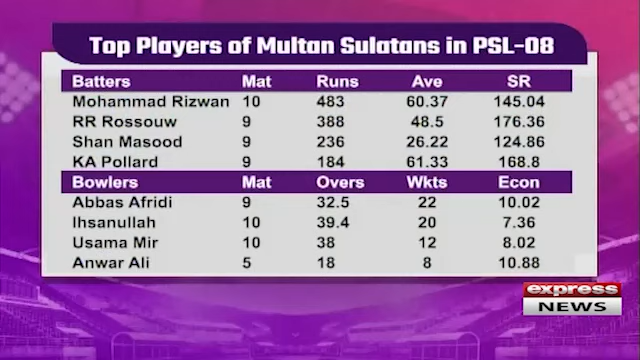 Top Players of Multan Sulatans in PSL-08
Batters Mat Runs Ave SR
Mohammad Rizwan 10 483 60.37 145.04
RR Rossouw 9 388 48.5 176.36
Shan Masood 9 236 26.22 124.86
KA Pollard 9 184 61.33 168.8
Bowlers Mat Overs Wkts Econ
Abbas Afridi 9 32.5 22 10.02
Ihsanullah 10 39.4 20 7.36
Usama Mir 10 38 12 8.02
Anwar Ali 5 18 8 10.88
express
NEWS